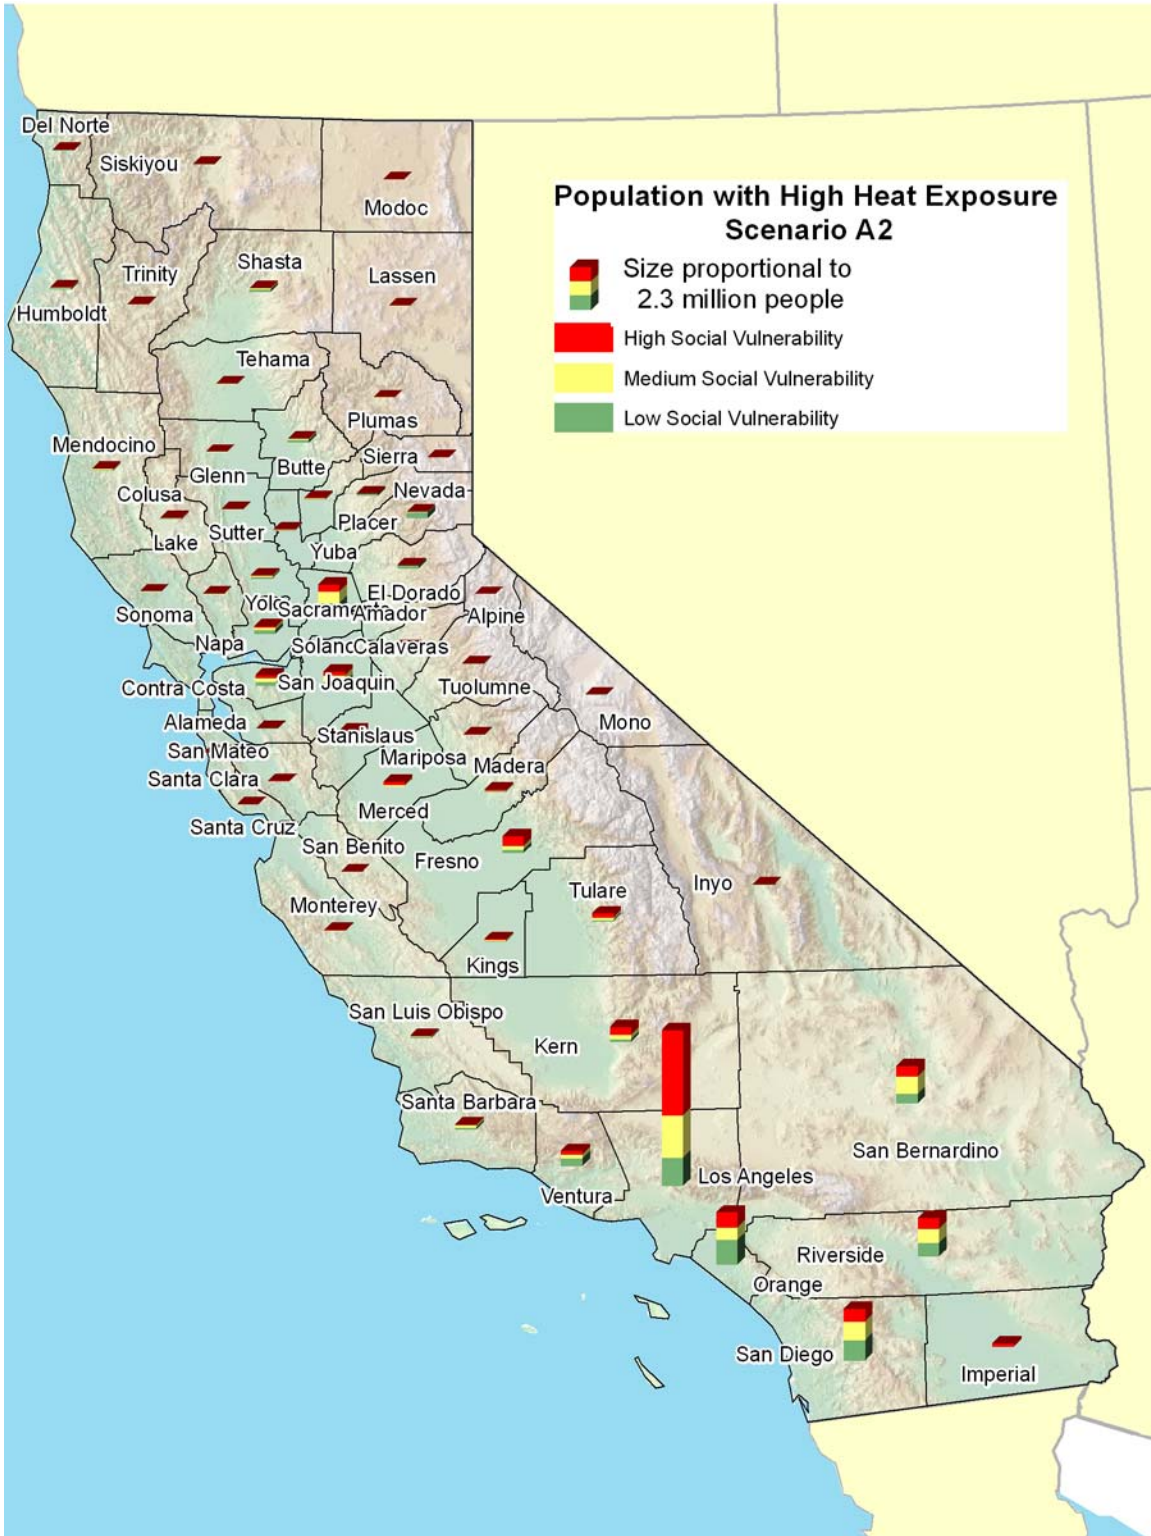 Population with High Heat Exposure
Scenario A2
Size proportional to
2.3 million people
High Social Vulnerability
Medium Social Vulnerability
Low Social Vulnerability
Del Norte
Siskiyou
Modoc
Shasta
Trinity
Lassen
Humboldt
Tehama
Plumas
Mendocino
Sierra
Butte
Glenn
Nevada
Colusa
Placer
Sutter
Lake
Yuba
El Dorado
Yolo
Sacramento
Amador
Sonoma
Alpine
Napa
Solano
Calaveras
San Joaquin
Contra Costa
Tuolumne
Mono
Alameda
Stanislaus
San Mateo
Mariposa
Madera
Santa Clara
Merced
Santa Cruz
San Benito
Fresno
Inyo
Tulare
Monterey
Kings
San Luis Obispo
Kern
Santa Barbara
San Bernardino
Los Angeles
Ventura
Riverside
Orange
San Diego
Imperial